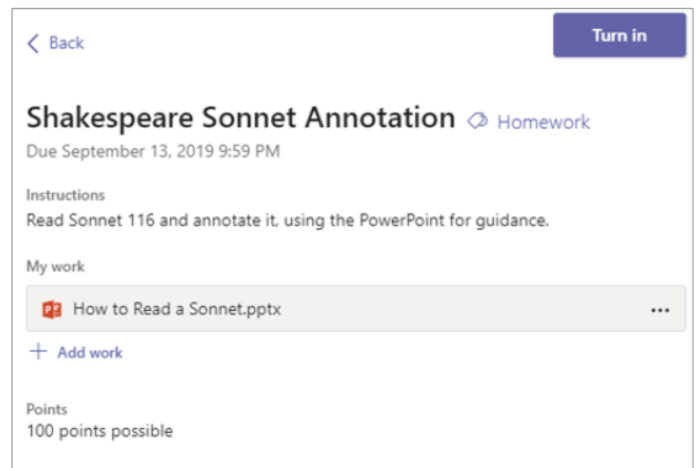 Back
Turn in
Shakespeare Sonnet Annotation Homework
Due September 13, 2019 9:59 PM
Instructions
Read Sonnet 116 and annotate it, using the PowerPoint for guidance.
My work
How to Read a Sonnet.pptx
Add work
Points
100 points possible